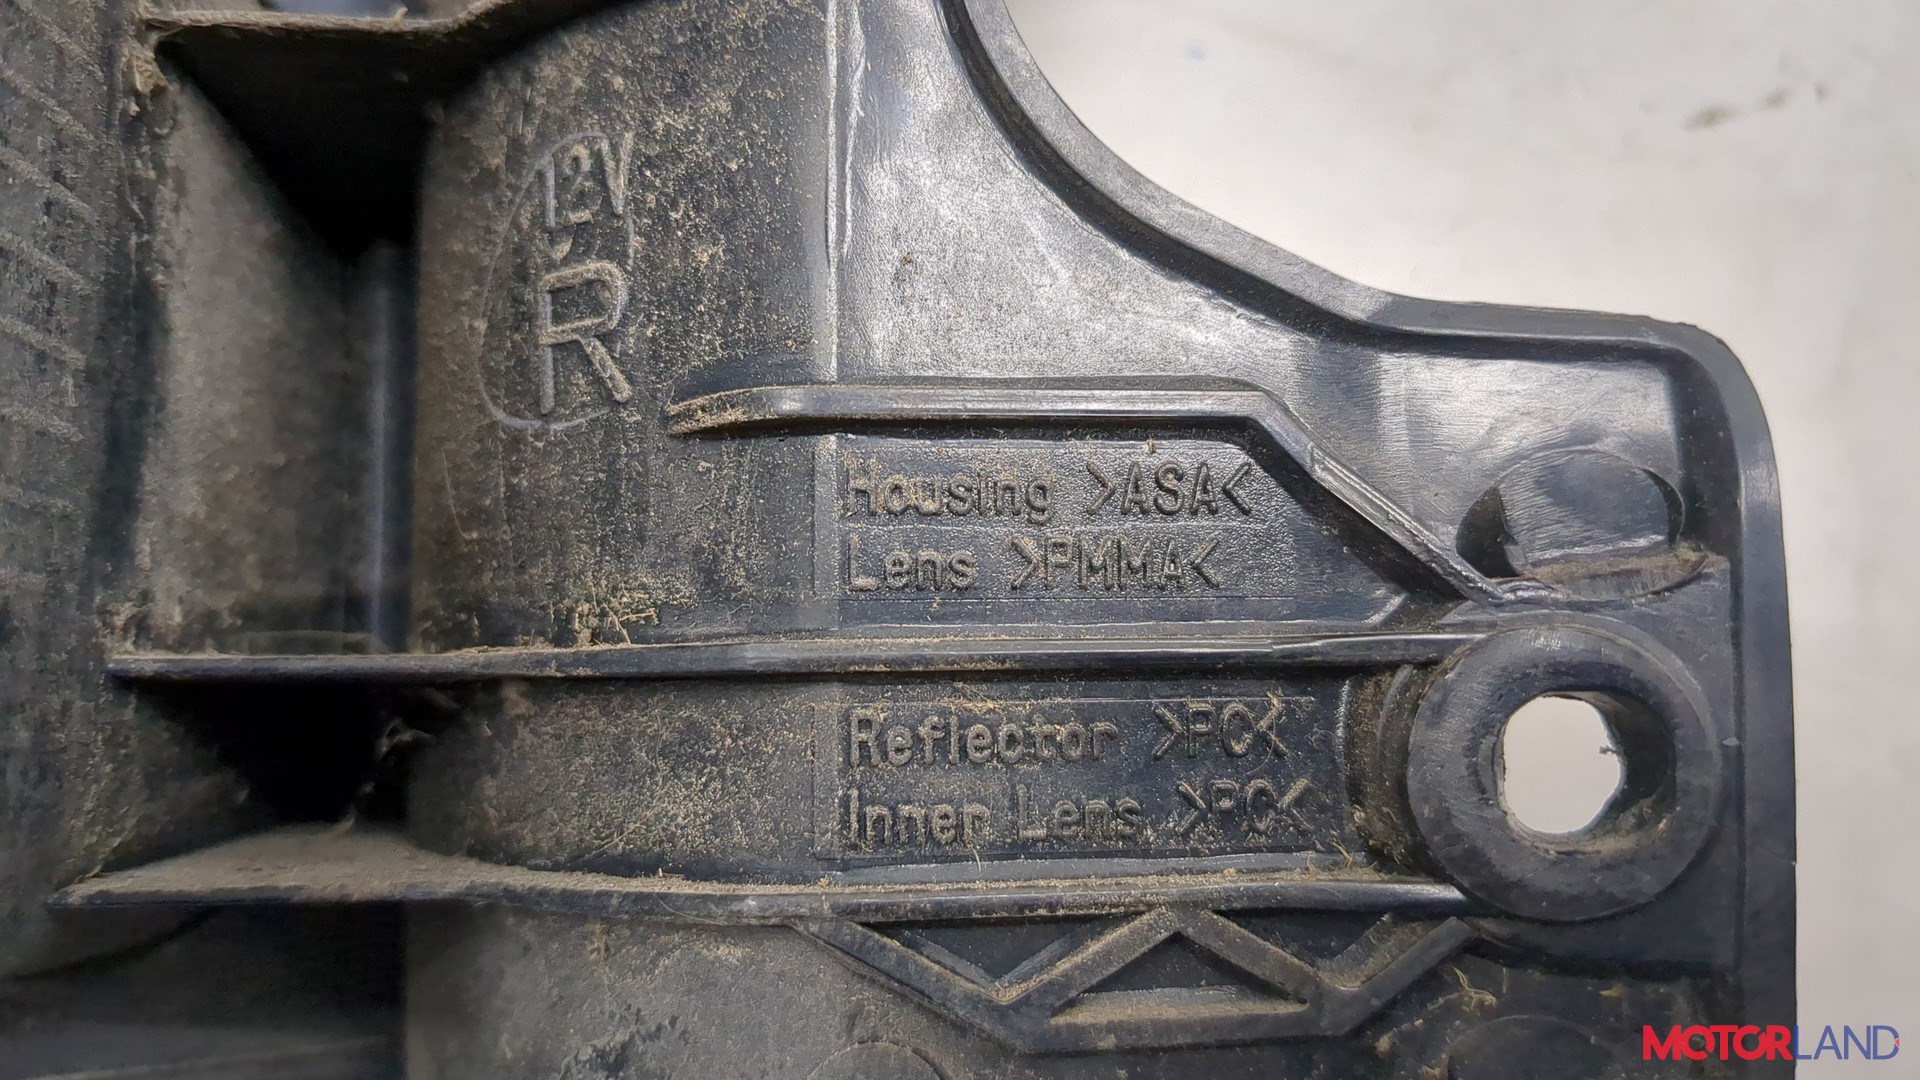 12V
R
Housing >ASA<
Lens >PMMA<
Reflector >PC<
Inner Lens >PC<
MOTORLAND